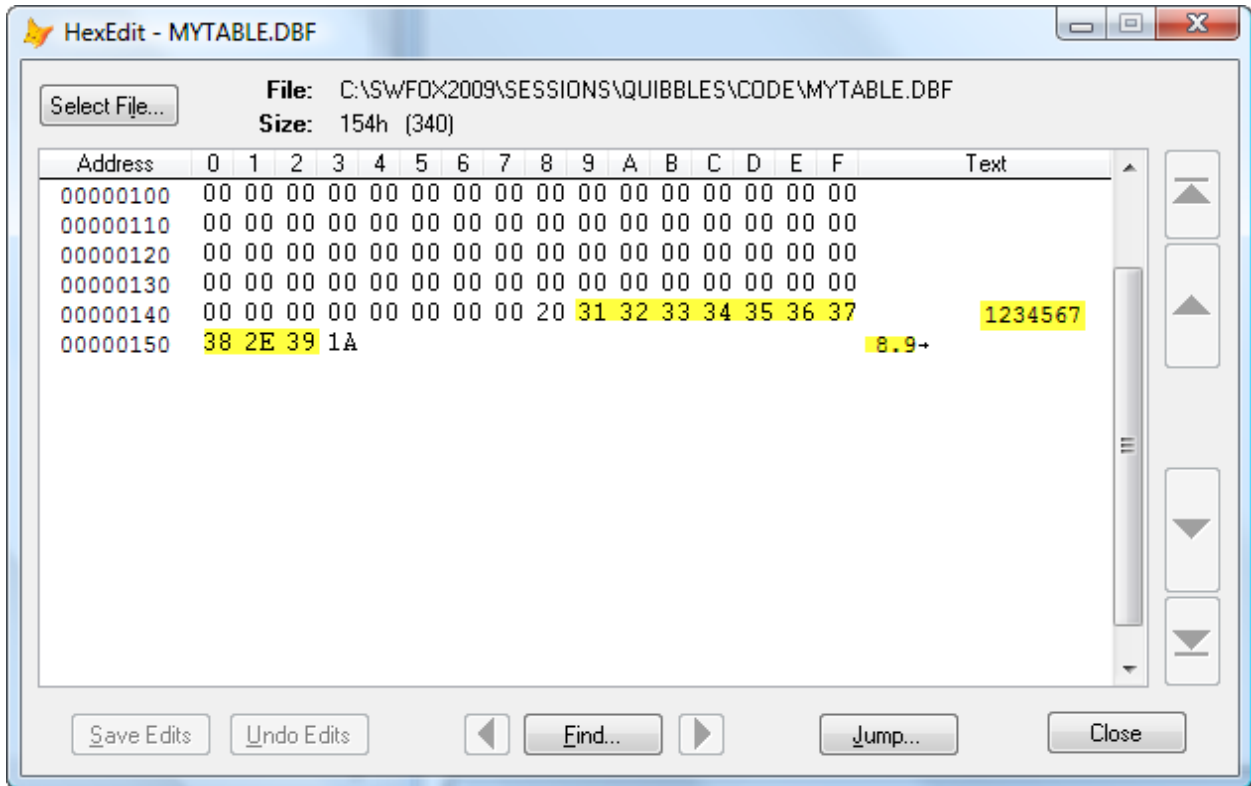 HexEdit - MYTABLE.DBF
Select File... File: C:\SWFOX2009\SESSIONS\QUIBBLES\CODE\MYTABLE.DBF
Size: 154h (340)
Address 0 1 2 3 4 5 6 7 8 9 A B C D E F Text
00000100 00 00 00 00 00 00 00 00 00 00 00 00 00 00 00 00
00000110 00 00 00 00 00 00 00 00 00 00 00 00 00 00 00 00
00000120 00 00 00 00 00 00 00 00 00 00 00 00 00 00 00 00
00000130 00 00 00 00 00 00 00 00 00 00 00 00 00 00 00 00
00000140 00 00 00 00 00 00 00 00 20 31 32 33 34 35 36 37 1234567
00000150 38 2E 39 1A 8.9→
Save Edits Undo Edits Find... Jump... Close